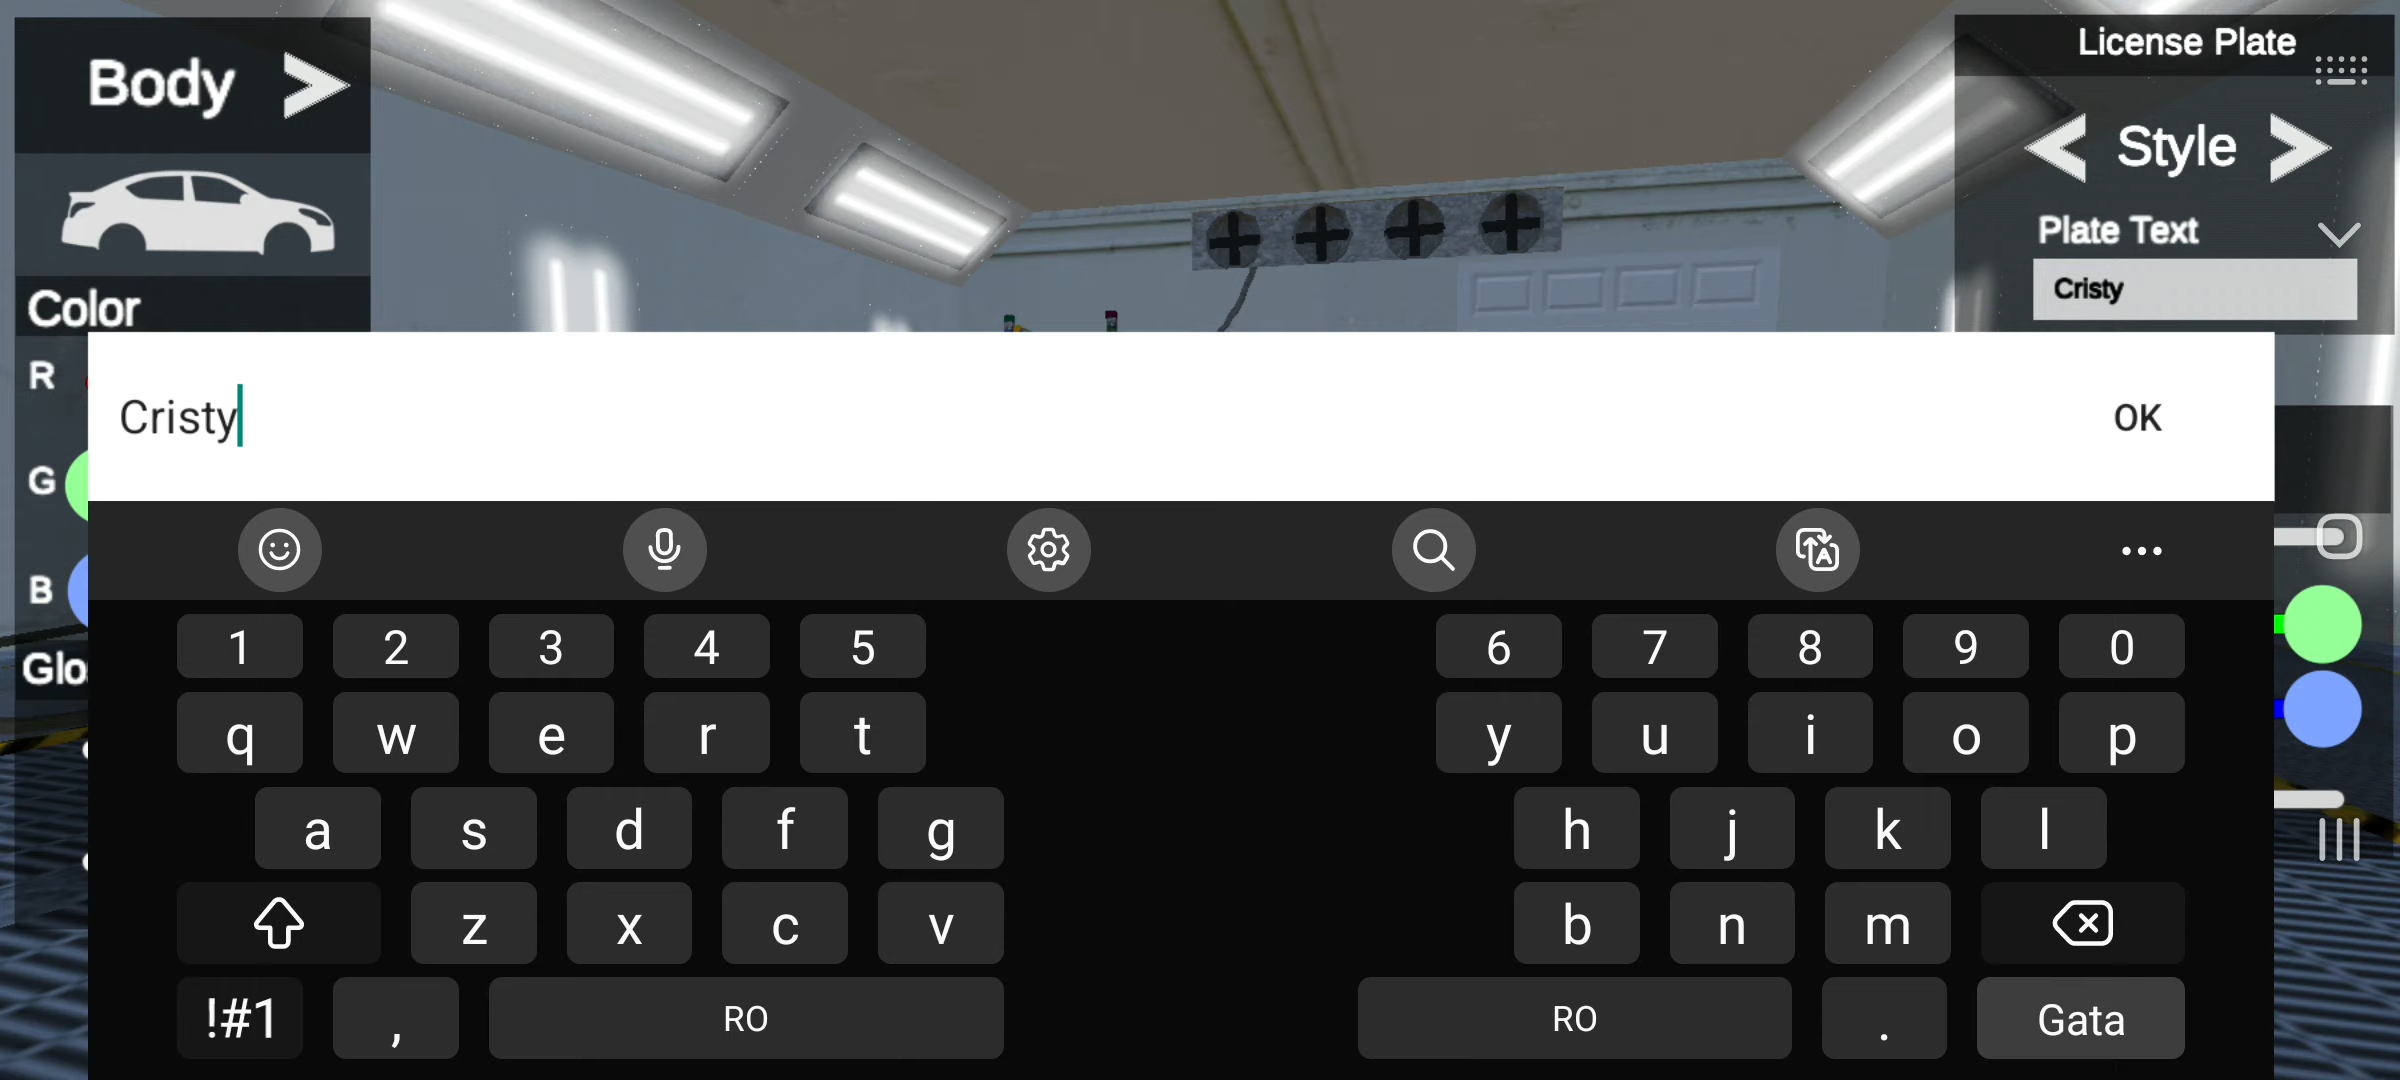 Body
Color
R
G
B
Glo
License Plate
Style
Plate Text
Cristy
Cristy
OK
1 2 3 4 5 6 7 8 9 0
q w e r t y u i o p
a s d f g h j k l
z x c v b n m
!#1 , RO RO . Gata